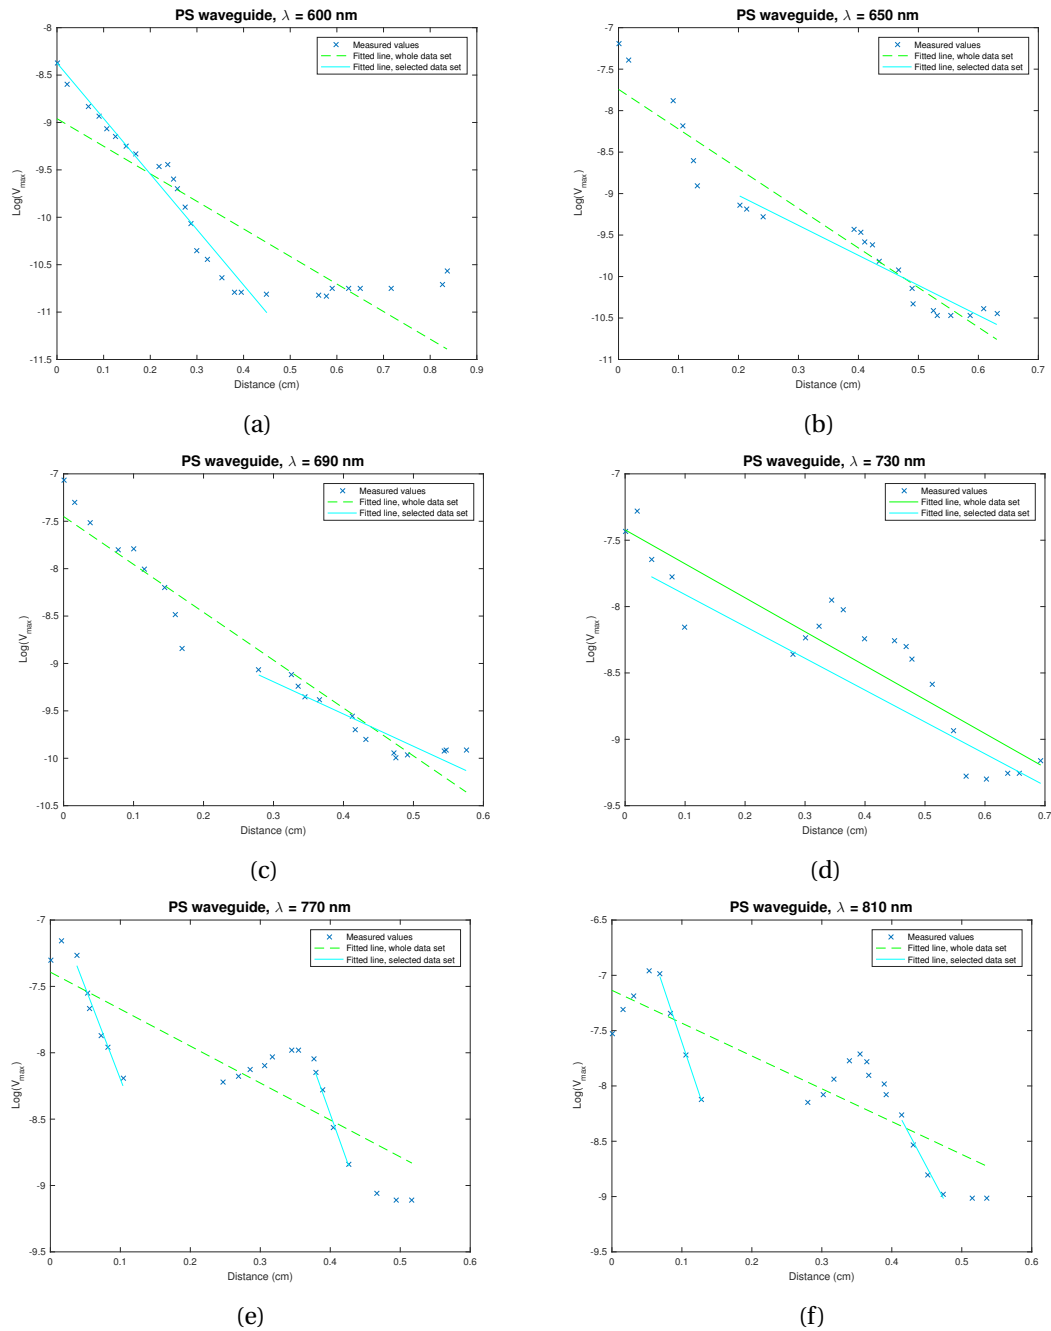 PS waveguide, λ = 600 nm
Measured values
Fitted line, whole data set
Fitted line, selected data set
Log(Vmax)
-8
-8.5
-9
-9.5
-10
-10.5
-11
-11.5
0 0.1 0.2 0.3 0.4 0.5 0.6 0.7 0.8 0.9
Distance (cm)
(a)
PS waveguide, λ = 650 nm
Measured values
Fitted line, whole data set
Fitted line, selected data set
Log(Vmax)
-7
-7.5
-8
-8.5
-9
-9.5
-10
-10.5
-11
0 0.1 0.2 0.3 0.4 0.5 0.6 0.7
Distance (cm)
(b)
PS waveguide, λ = 690 nm
Measured values
Fitted line, whole data set
Fitted line, selected data set
Log(Vmax)
-7
-7.5
-8
-8.5
-9
-9.5
-10
-10.5
0 0.1 0.2 0.3 0.4 0.5 0.6
Distance (cm)
(c)
PS waveguide, λ = 730 nm
Measured values
Fitted line, whole data set
Fitted line, selected data set
Log(Vmax)
-7
-7.5
-8
-8.5
-9
-9.5
0 0.1 0.2 0.3 0.4 0.5 0.6 0.7
Distance (cm)
(d)
PS waveguide, λ = 770 nm
Measured values
Fitted line, whole data set
Fitted line, selected data set
Log(Vmax)
-7
-7.5
-8
-8.5
-9
-9.5
0 0.1 0.2 0.3 0.4 0.5 0.6
Distance (cm)
(e)
PS waveguide, λ = 810 nm
Measured values
Fitted line, whole data set
Fitted line, selected data set
Log(Vmax)
-6.5
-7
-7.5
-8
-8.5
-9
-9.5
0 0.1 0.2 0.3 0.4 0.5 0.6
Distance (cm)
(f)